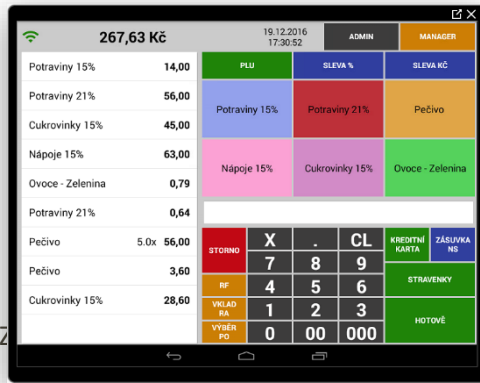 267,63 Kč
19.12.2016
17:30:52
ADMIN
MANAGER
Potraviny 15% 14,00
Potraviny 21% 56,00
Cukrovinky 15% 45,00
Nápoje 15% 63,00
Ovoce - Zelenina 0,79
Potraviny 21% 0,64
Pečivo 5.0x 56,00
Pečivo 3,60
Cukrovinky 15% 28,60
PLU SLEVA % SLEVA KČ
Potraviny 15% Potraviny 21% Pečivo
Nápoje 15% Cukrovinky 15% Ovoce - Zelenina
STORNO
RF
VKLAD
RA
VÝBĚR
PO
X . CL
7 8 9
4 5 6
1 2 3
0 00 000
KREDITNÍ
KARTA
ZÁSUVKA
NS
STRAVENKY
HOTOVĚ
Z